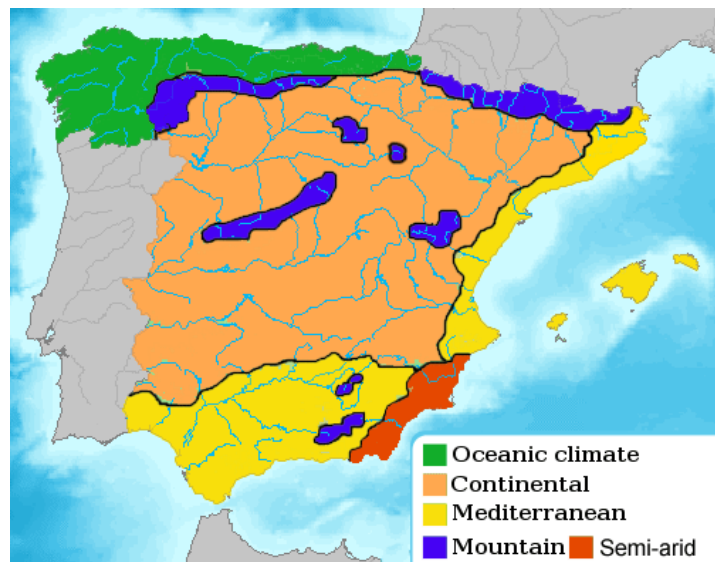 Oceanic climate
Continental
Mediterranean
Mountain Semi-arid